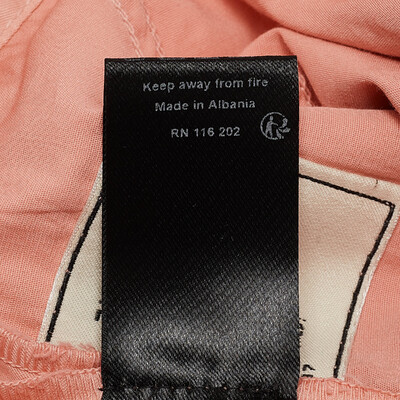 Keep away from fire
Made in Albania
RN 116 202